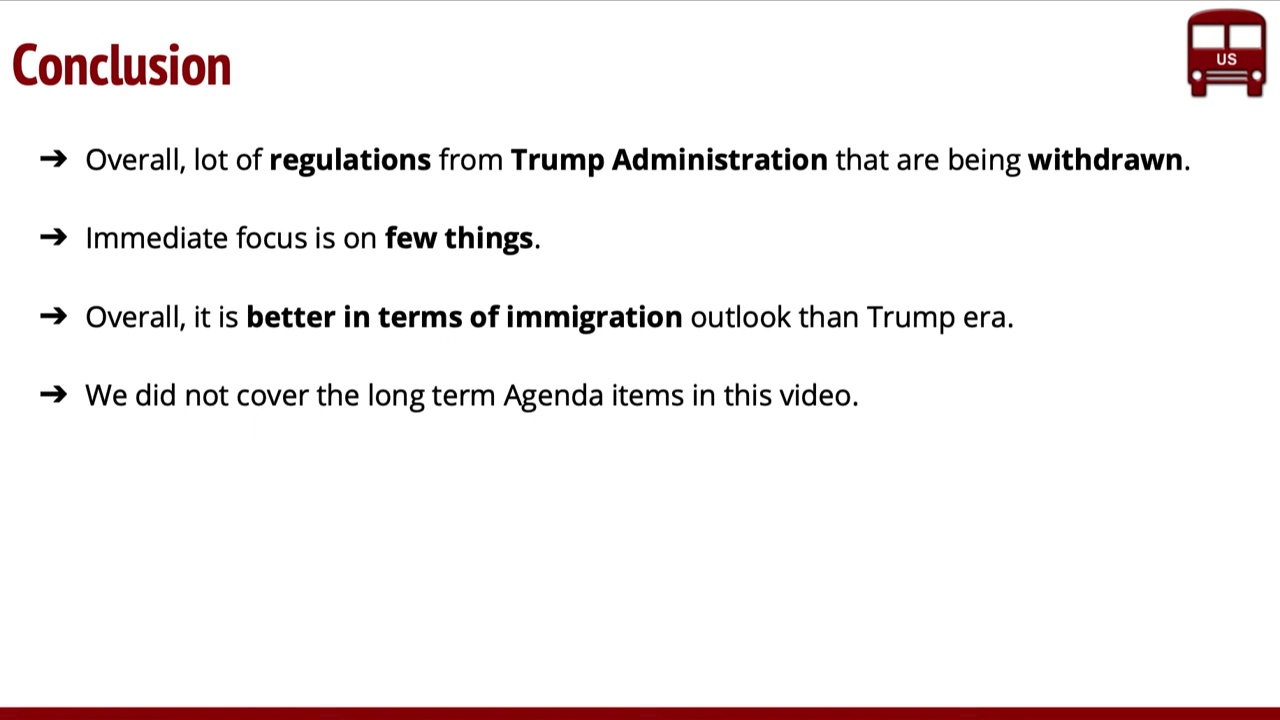 Conclusion
US
➔ Overall, lot of regulations from Trump Administration that are being withdrawn.
➔ Immediate focus is on few things.
➔ Overall, it is better in terms of immigration outlook than Trump era.
➔ We did not cover the long term Agenda items in this video.